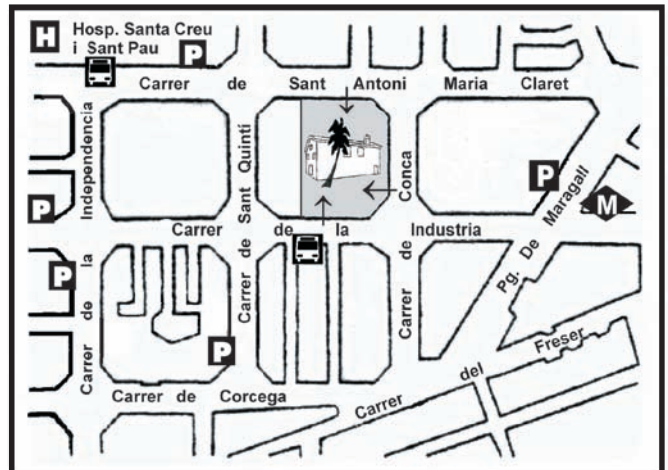 H Hosp. Santa Creu
i Sant Pau P
Carrer de Sant Antoni Maria Claret
Carrer de la Independencia
Carrer de Sant Quinti
Carrer de Conca
P
P
M
Pg. De Maragall
Carrer de la Industria
P
P
Carrer del Freser
Carrer de Corcega